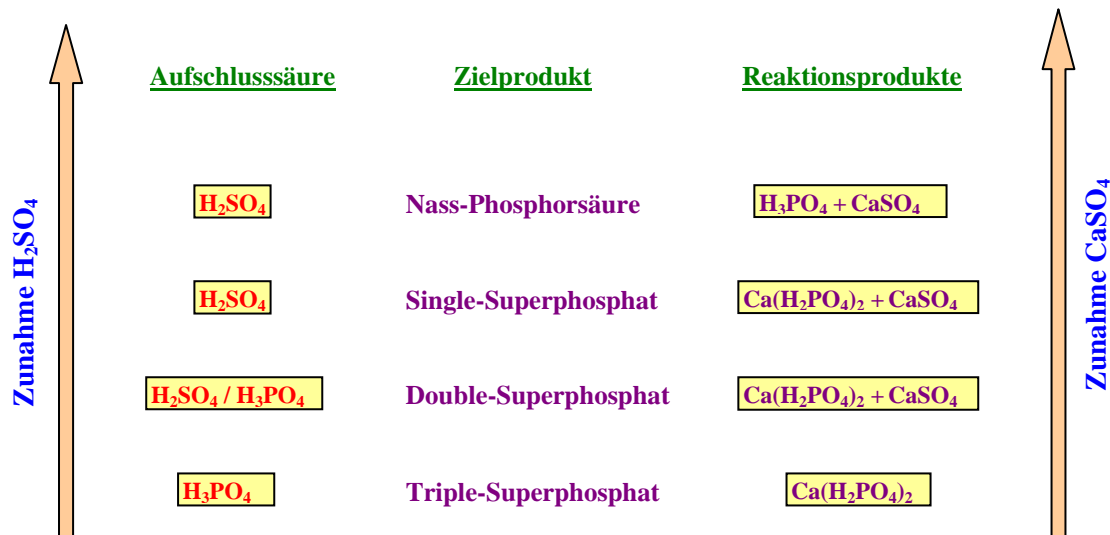 Aufschlusssäure Zielprodukt Reaktionsprodukte
H₂SO₄ Nass-Phosphorsäure H₃PO₄ + CaSO₄
H₂SO₄ Single-Superphosphat Ca(H₂PO₄)₂ + CaSO₄
H₂SO₄ / H₃PO₄ Double-Superphosphat Ca(H₂PO₄)₂ + CaSO₄
H₃PO₄ Triple-Superphosphat Ca(H₂PO₄)₂
Zunahme H₂SO₄
Zunahme CaSO₄